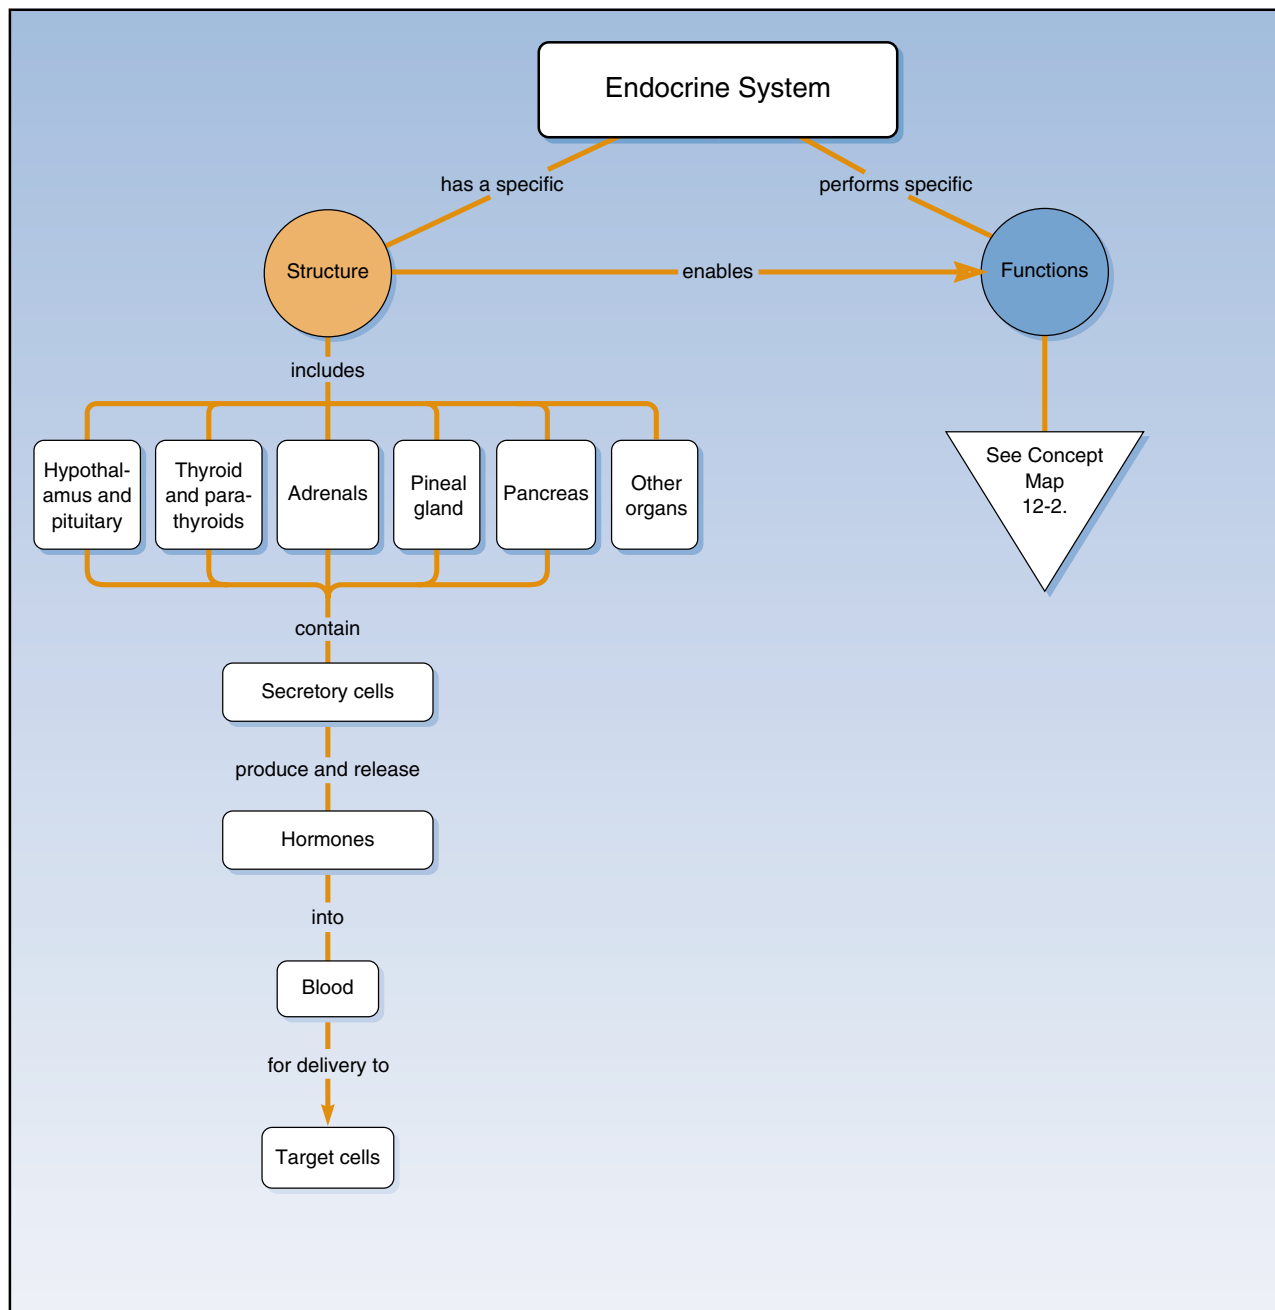 Endocrine System
has a specific
performs specific
Structure
enables
Functions
includes
Hypothal-
amus and
pituitary
Thyroid
and para-
thyroids
Adrenals
Pineal
gland
Pancreas
Other
organs
See Concept
Map
12-2.
contain
Secretory cells
produce and release
Hormones
into
Blood
for delivery to
Target cells